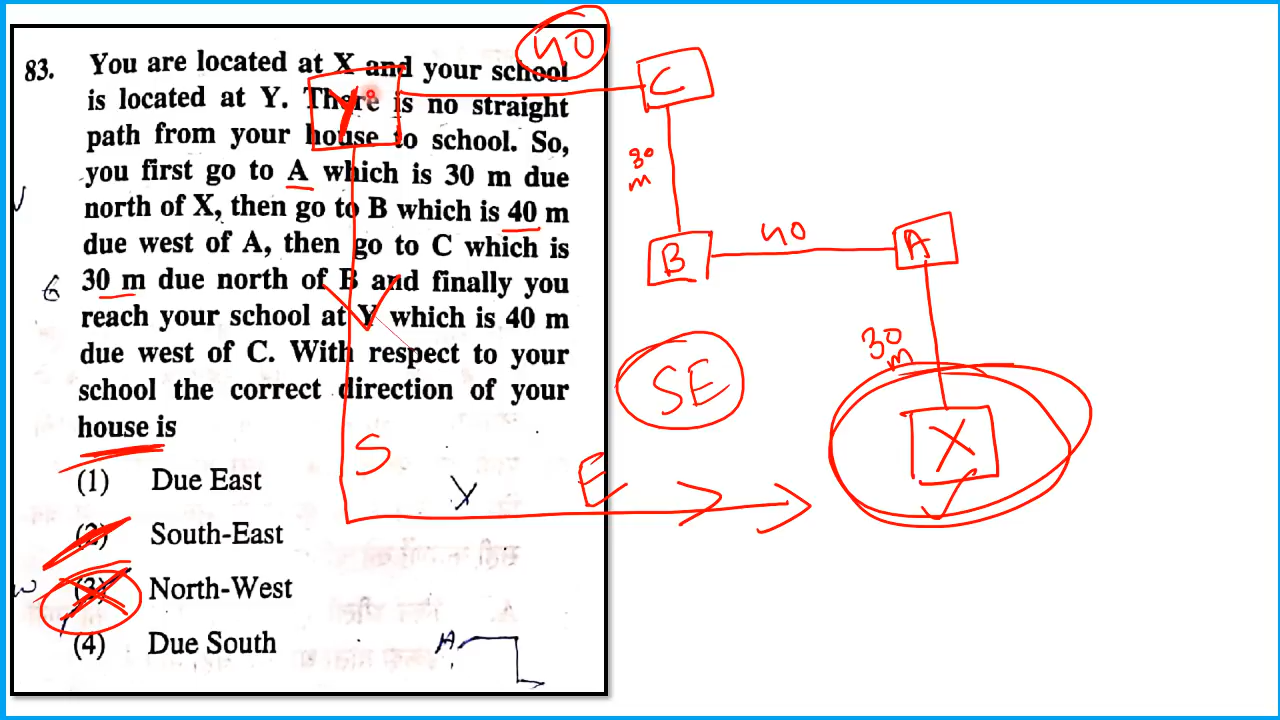 83. You are located at X and your school
is located at Y. There is no straight
path from your house to school. So,
you first go to A which is 30 m due
north of X, then go to B which is 40 m
due west of A, then go to C which is
30 m due north of B and finally you
reach your school at Y which is 40 m
due west of C. With respect to your
school the correct direction of your
house is
(1) Due East
(2) South-East
(3) North-West
(4) Due South
40
C
Y
30
m
B
40
A
30
m
SE
X
S
E
Y
A